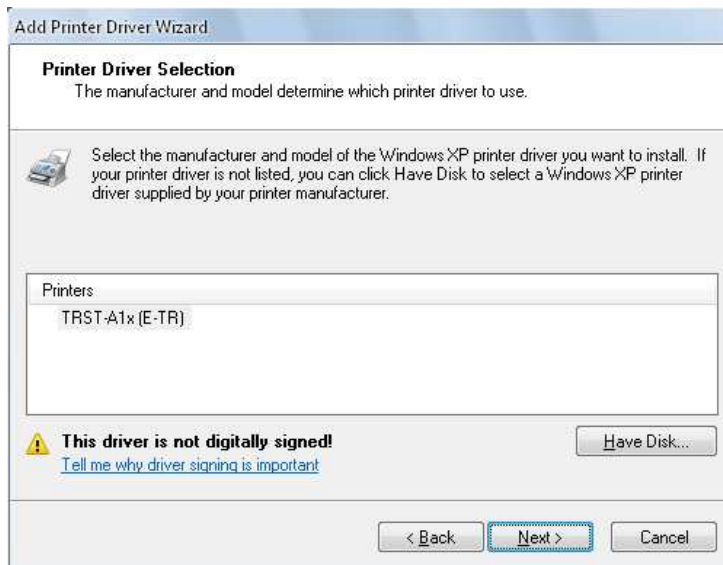 Add Printer Driver Wizard
Printer Driver Selection
The manufacturer and model determine which printer driver to use.
Select the manufacturer and model of the Windows XP printer driver you want to install. If
your printer driver is not listed, you can click Have Disk to select a Windows XP printer
driver supplied by your printer manufacturer.
Printers
TRST-A1x (E-TR)
This driver is not digitally signed!
Have Disk...
Tell me why driver signing is important
< Back
Next >
Cancel